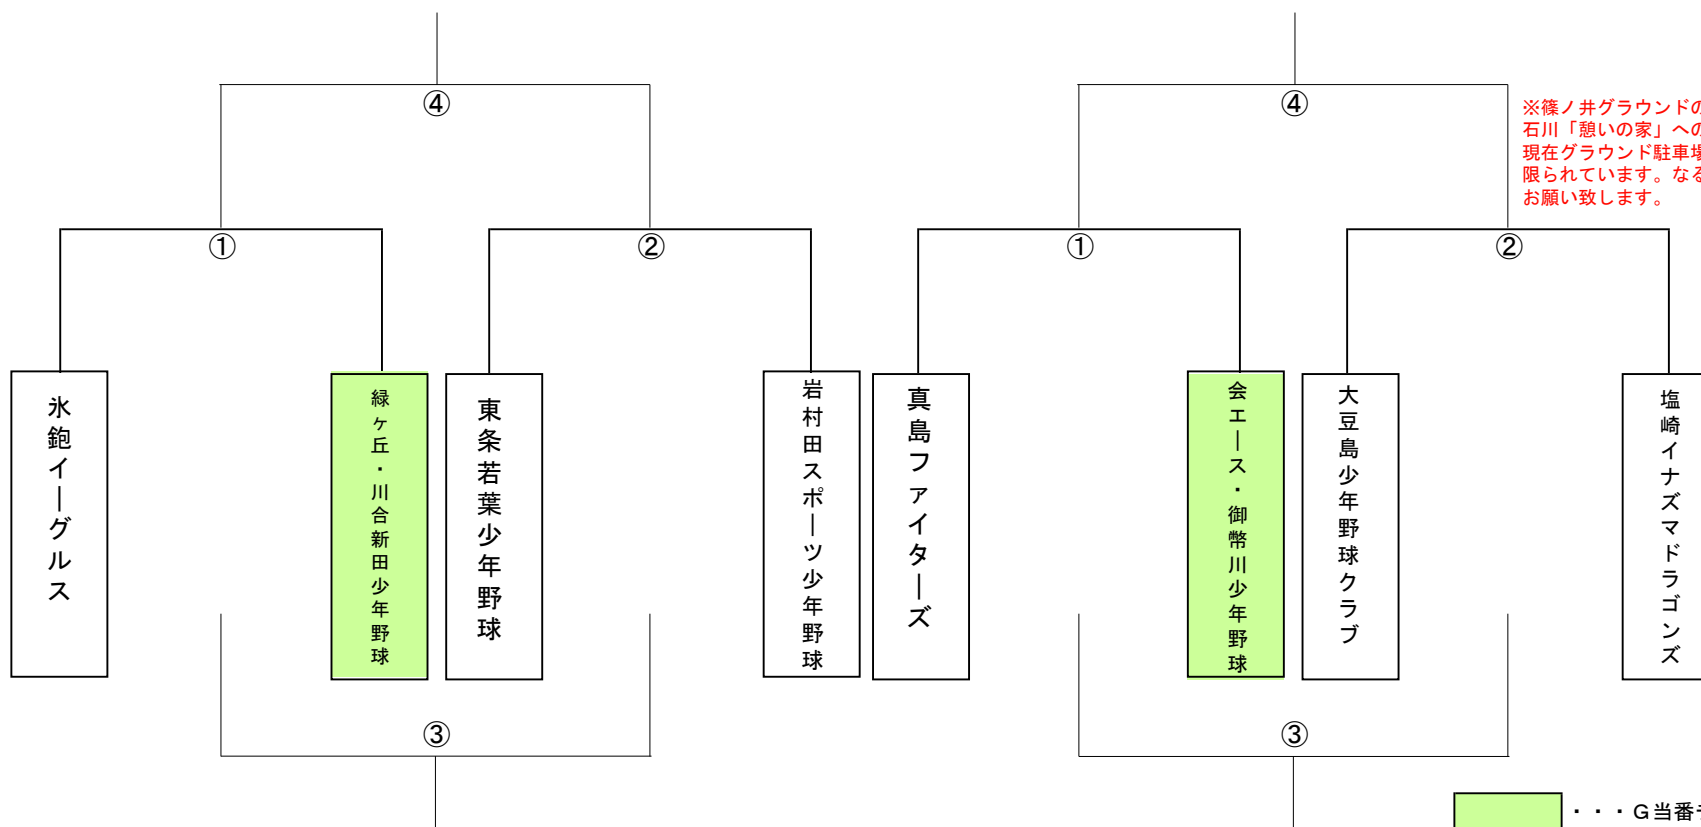 ④
④
※篠ノ井グラウンドの
石川「憩いの家」への
現在グラウンド駐車場
限られています。なる
お願い致します。
①
②
①
②
氷鉋イーグルス
緑ヶ丘・川合新田少年野球
東条若葉少年野球
岩村田スポーツ少年野球
真島ファイターズ
会エース・御幣川少年野球
大豆島少年野球クラブ
塩崎イナズマドラゴンズ
③
③
・・・G当番チ